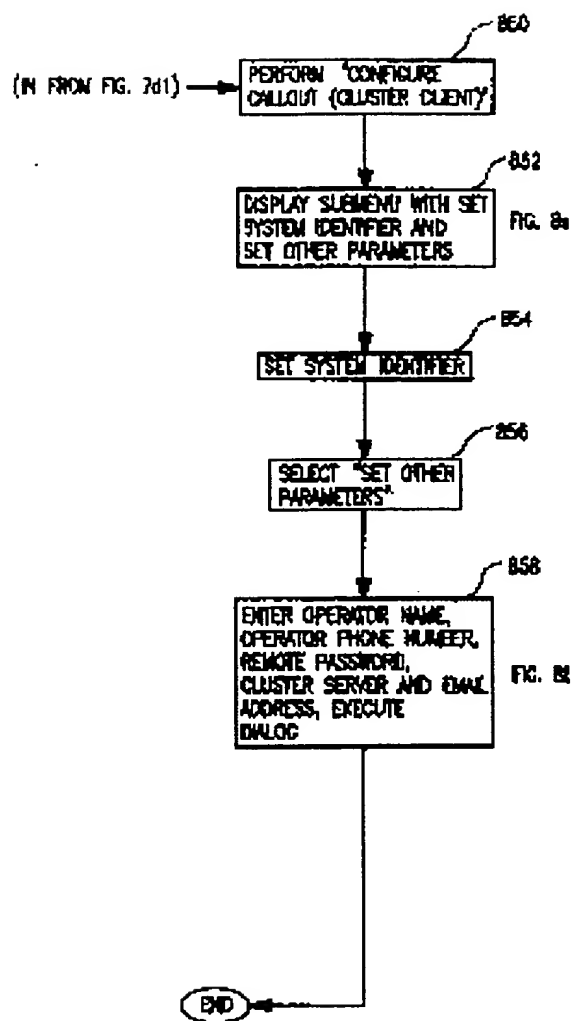 850
(IN FROM FIG. 7d1)
PERFORM "CONFIGURE
CALLOUT (CLUSTER CLIENT)"
852
DISPLAY SUBMENU WITH SET
SYSTEM IDENTIFIER AND
SET OTHER PARAMETERS
FIG.
854
SET SYSTEM IDENTIFIER
856
SELECT "SET OTHER
PARAMETERS"
858
ENTER OPERATOR NAME,
OPERATOR PHONE NUMBER,
REMOTE PASSWORD,
CLUSTER SERVER AND EMAIL
ADDRESS, EXECUTE
DIALOG
FIG.
END